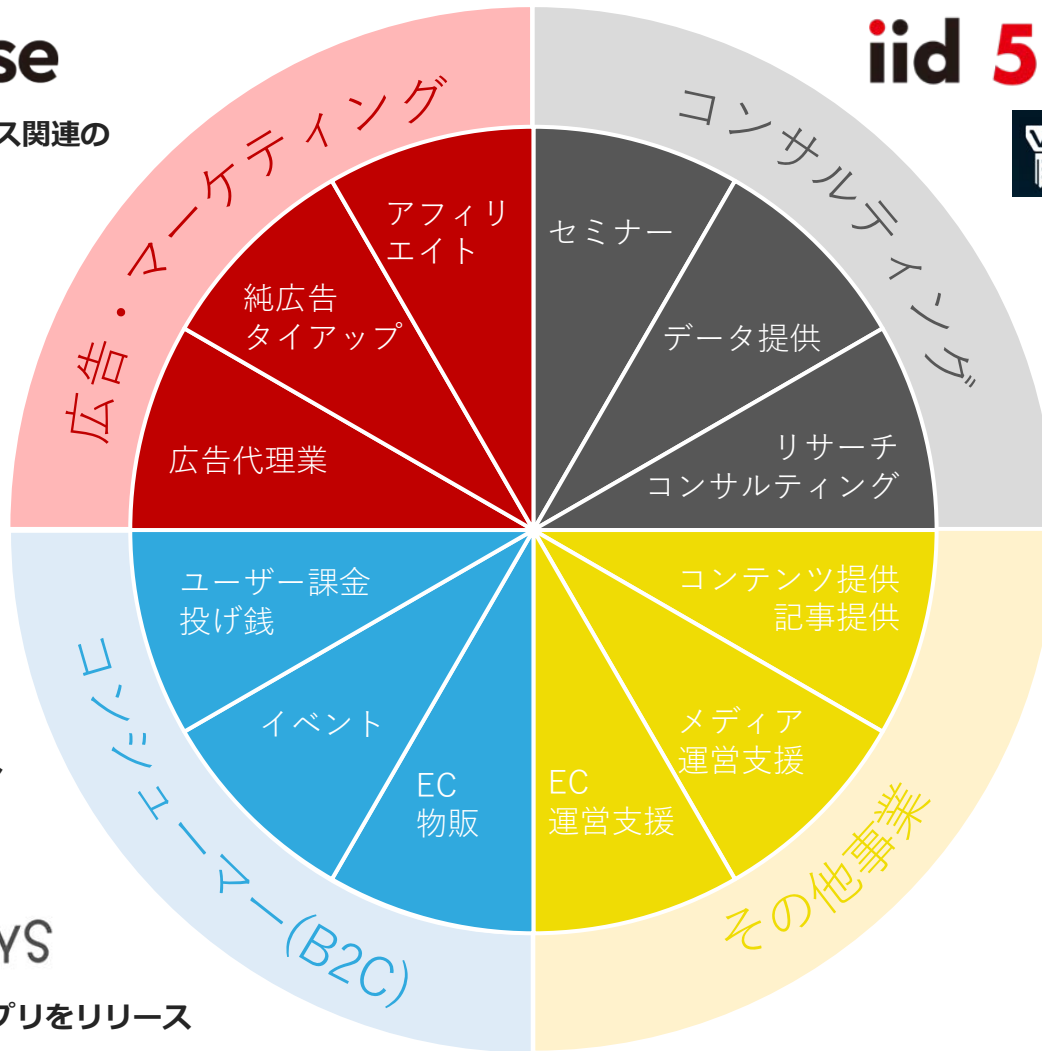 se
ス関連の
iid 5
広告・マーケティング
コンサルティング
アフィリ
エイト
セミナー
純広告
タイアップ
データ提供
広告代理業
リサーチ
コンサルティング
ユーザー課金
投げ銭
コンテンツ提供
記事提供
イベント
メディア
運営支援
EC
物販
EC
運営支援
コンシューマー(B2C)
その他事業
YS
プリをリリース